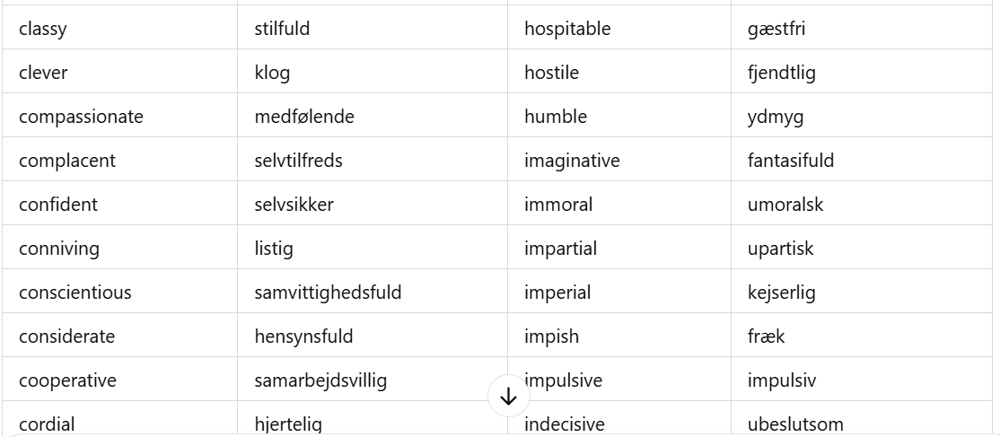 classy stilfuld hospitable gæstfri
clever klog hostile fjendtlig
compassionate medfølende humble ydmyg
complacent selvtilfreds imaginative fantasifuld
confident selvsikker immoral umoralsk
conniving listig impartial upartisk
conscientious samvittighedsfuld imperial kejserlig
considerate hensynsfuld impish fræk
cooperative samarbejdsvillig impulsive impulsiv
cordial hjertelig indecisive ubeslutsom